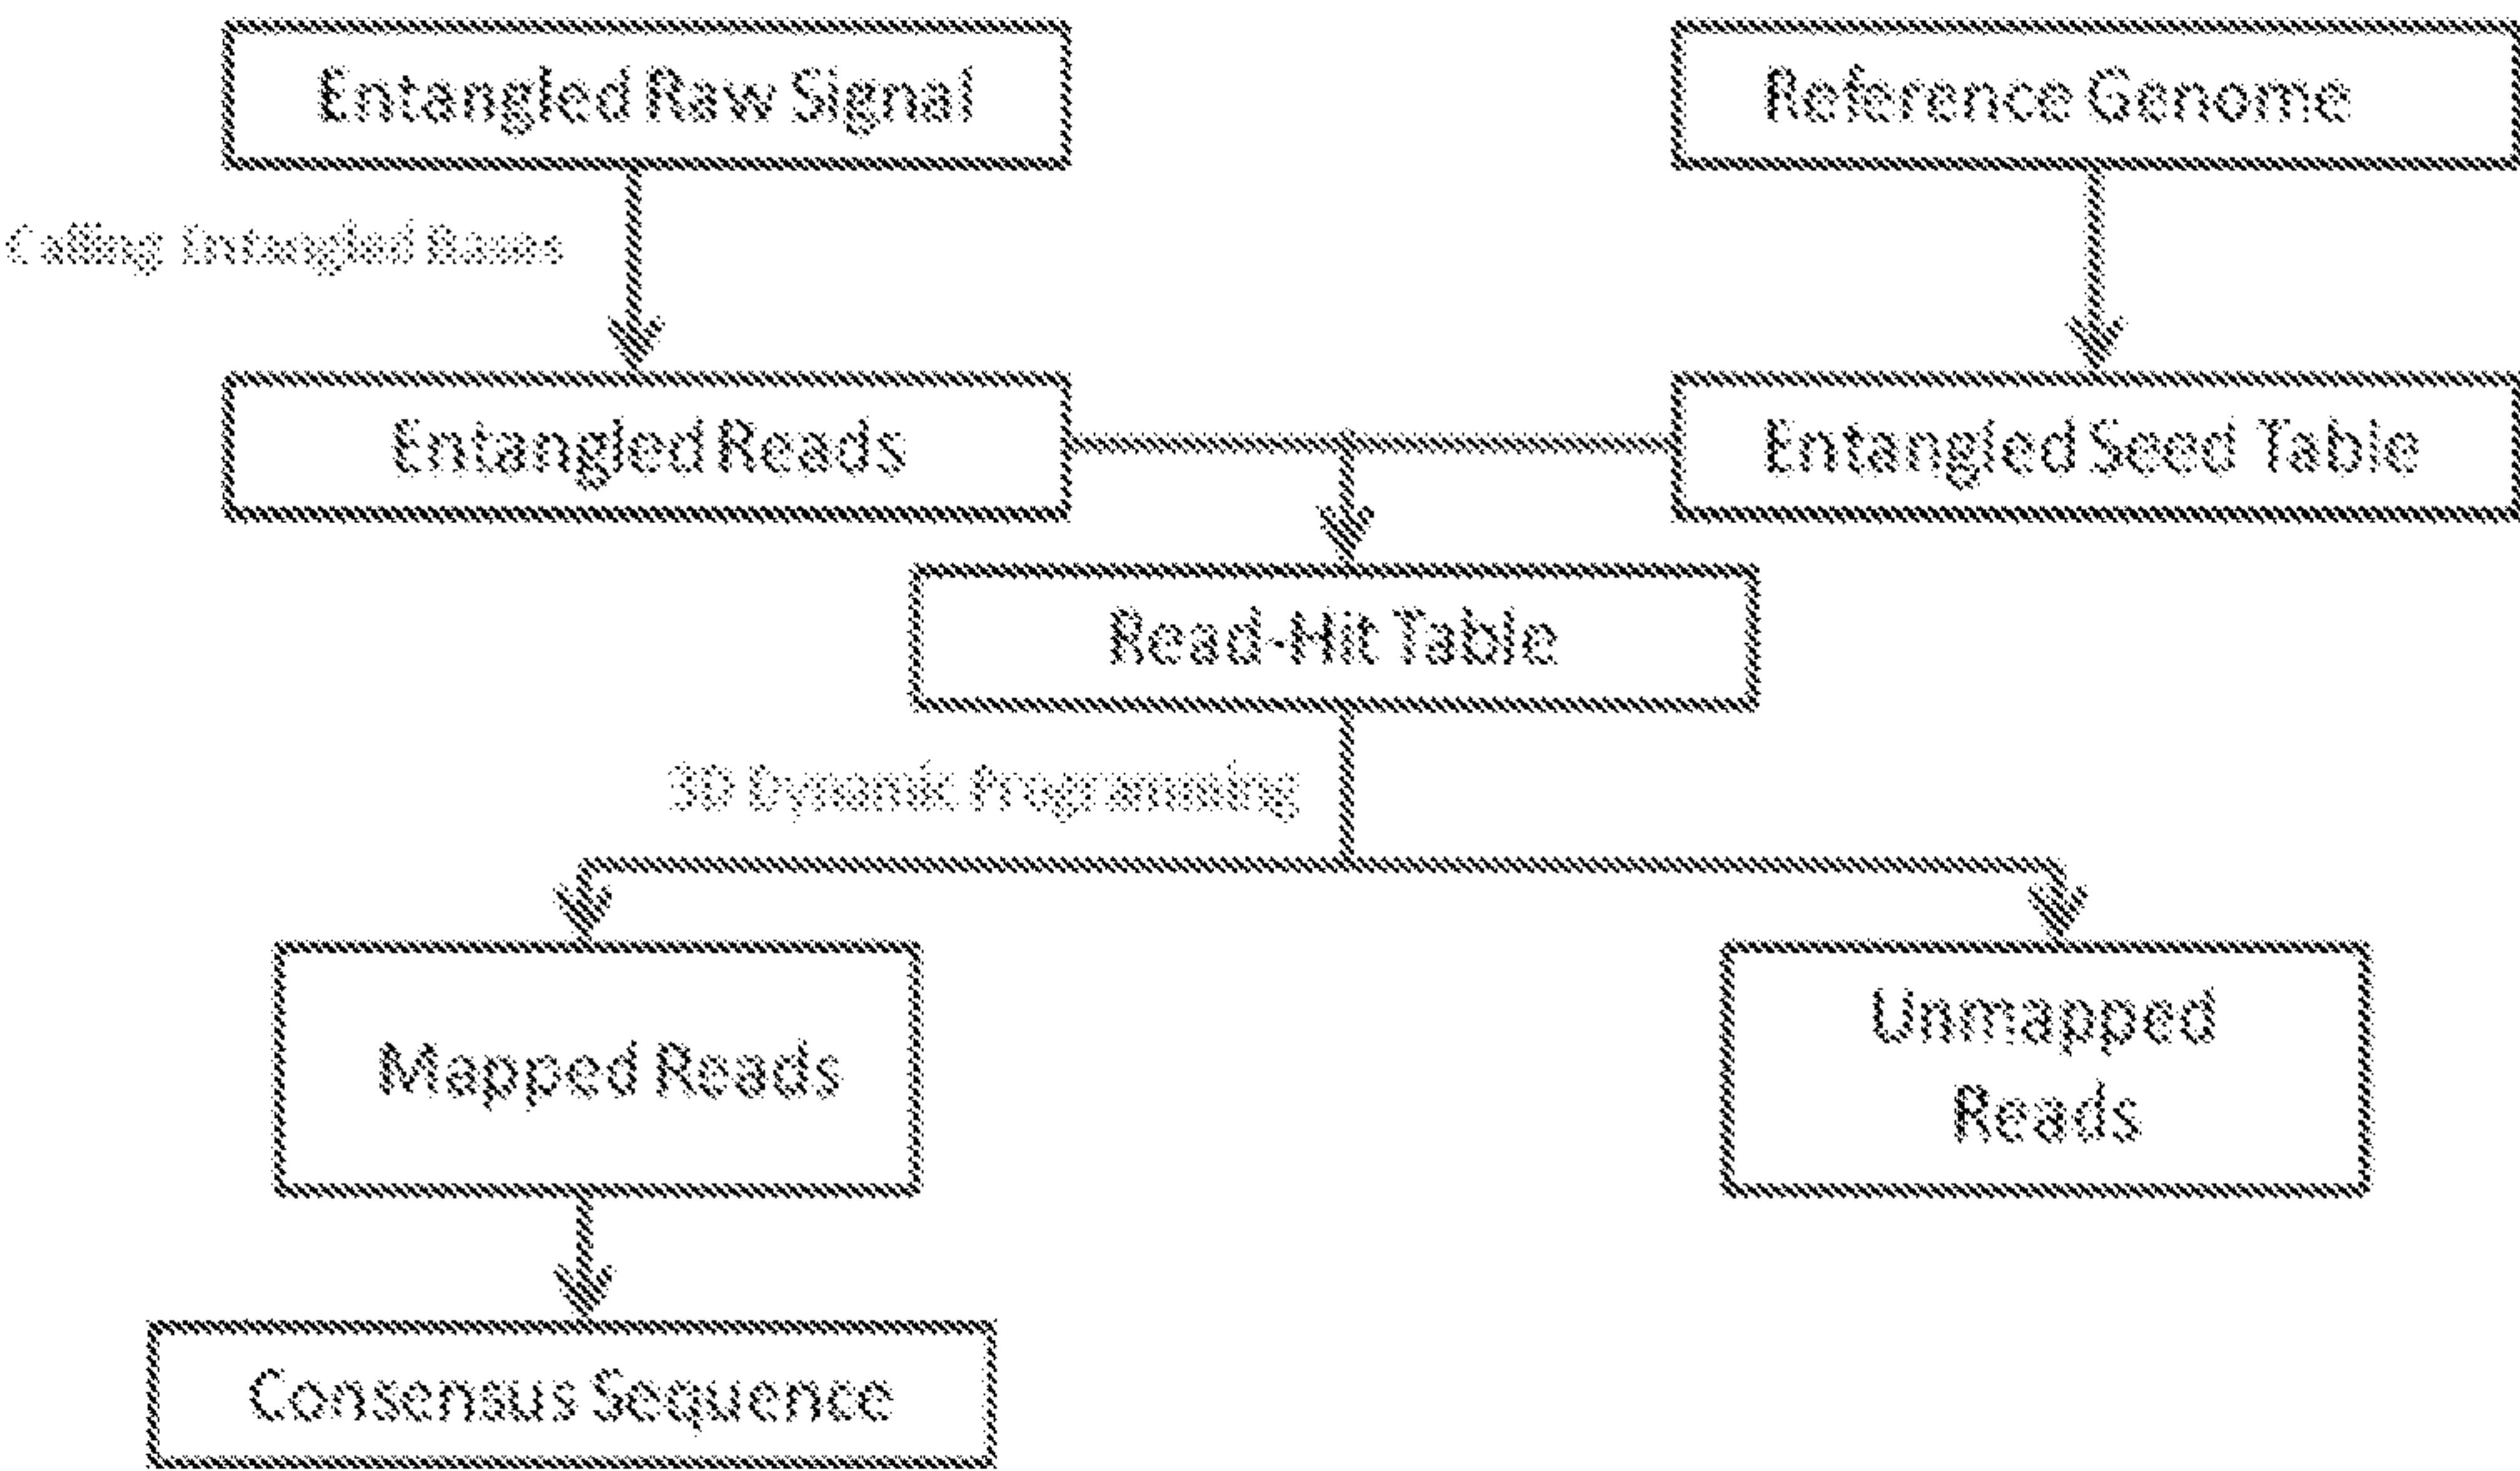 Entangled Raw Signal
Reference Genome
Calling Entangled Bases
Entangled Reads
Entangled Seed Table
Read-Hit Table
3D Dynamic Programming
Mapped Reads
Unmapped
Reads
Consensus Sequence